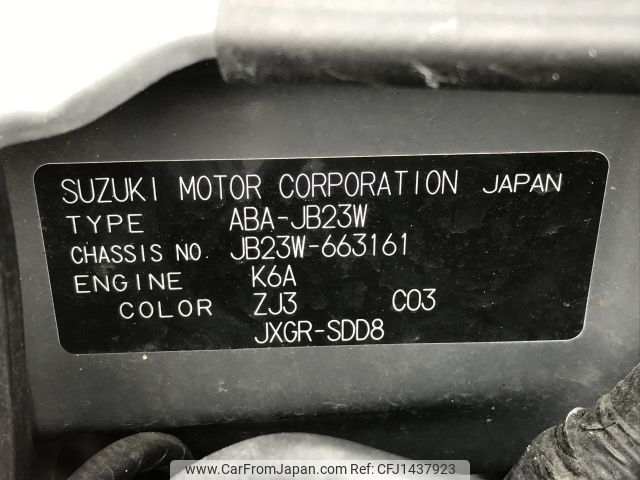 SUZUKI MOTOR CORPORATION JAPAN
TYPE ABA-JB23W
CHASSIS NO. JB23W-663161
ENGINE K6A
COLOR ZJ3 C03
JXGR-SDD8
www.CarFromJapan.com | Ref: CFJ1437923